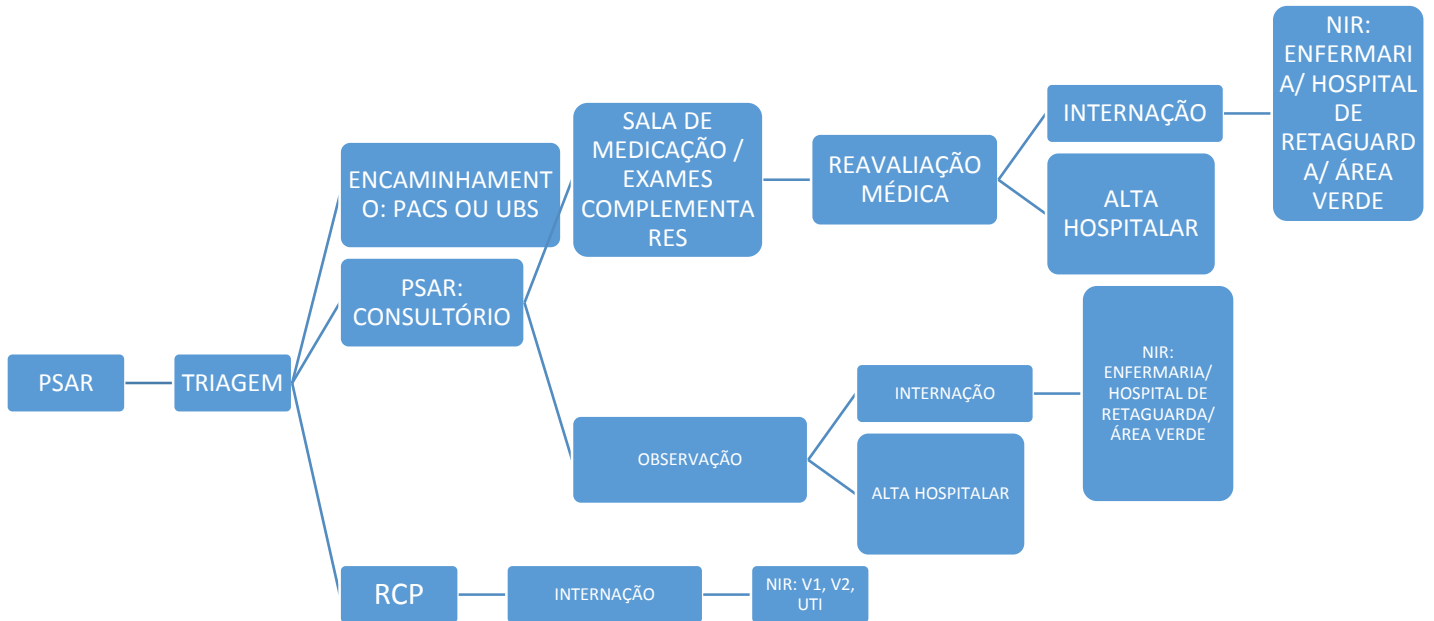 PSAR
TRIAGEM
ENCAMINHAMENT
O: PACS OU UBS
PSAR:
CONSULTÓRIO
SALA DE
MEDICAÇÃO /
EXAMES
COMPLEMENTA
RES
REAVALIAÇÃO
MÉDICA
INTERNAÇÃO
NIR:
ENFERMARI
A/ HOSPITAL
DE
RETAGUARD
A/ ÁREA
VERDE
ALTA
HOSPITALAR
OBSERVAÇÃO
INTERNAÇÃO
NIR:
ENFERMARIA/
HOSPITAL DE
RETAGUARDA/
ÁREA VERDE
ALTA HOSPITALAR
RCP
INTERNAÇÃO
NIR: V1, V2,
UTI